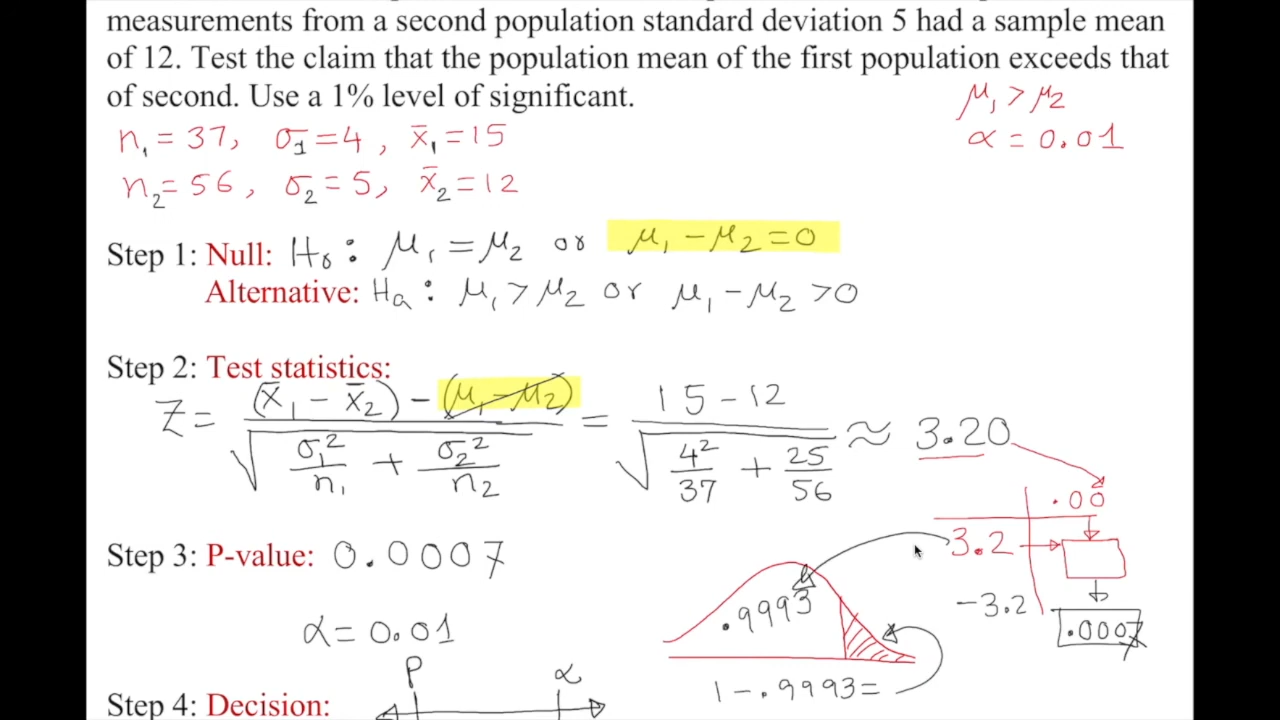 measurements from a second population standard deviation 5 had a sample mean
of 12. Test the claim that the population mean of the first population exceeds that
of second. Use a 1% level of significant.
μ₁ > μ₂
n₁ = 37, σ₁ = 4, x̄₁ = 15
α = 0.01
n₂ = 56, σ₂ = 5, x̄₂ = 12
Step 1: Null: H₀ : μ₁ = μ₂ or μ₁ − μ₂ = 0
Alternative: Hₐ : μ₁ > μ₂ or μ₁ − μ₂ > 0
Step 2: Test statistics:
Z = ((x̄₁ − x̄₂) − (μ₁ − μ₂)) / √(σ₁²/n₁ + σ₂²/n₂) = (15 − 12) / √(4²/37 + 25/56) ≈ 3.20
.00
3.2
Step 3: P-value: 0.0007
−3.2
.0007
.9993
α = 0.01
1 − .9993 =
P α
Step 4: Decision: